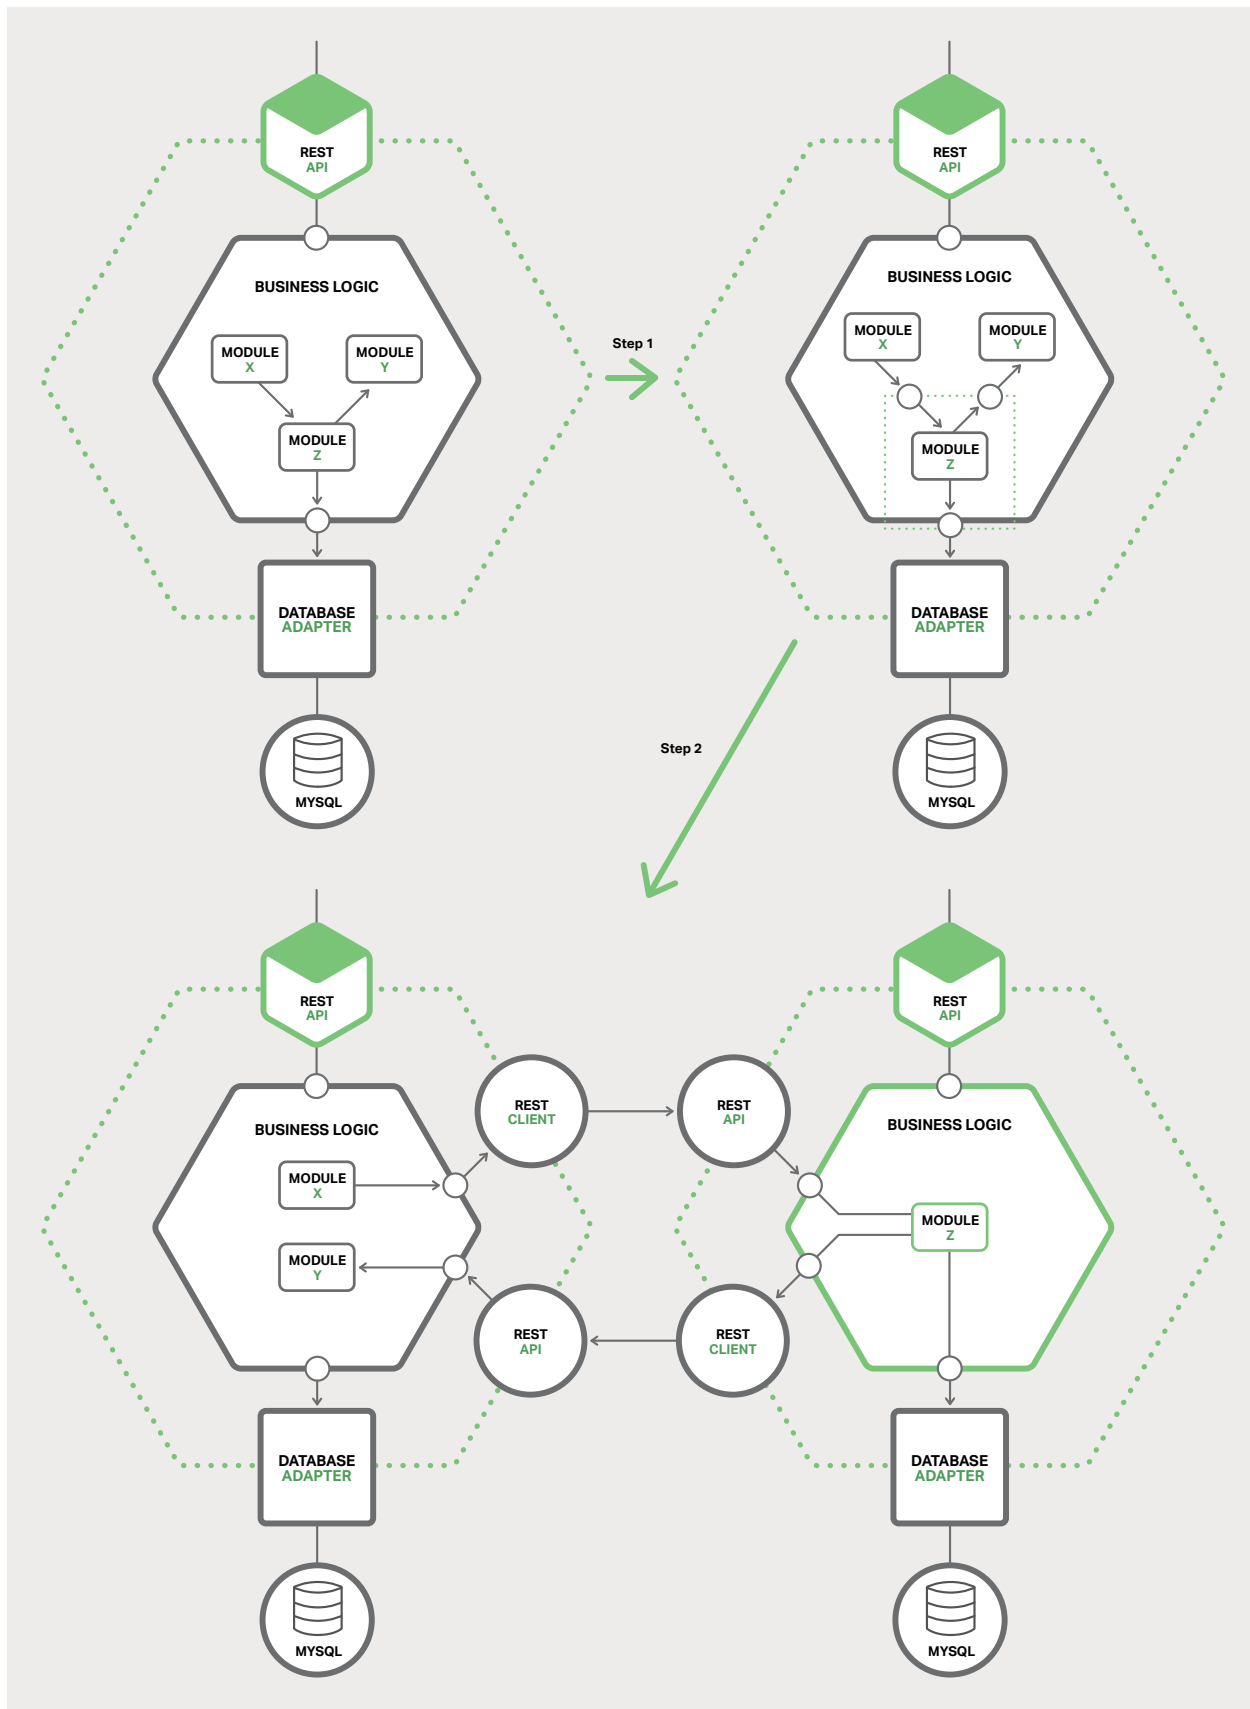 REST
API
BUSINESS LOGIC
MODULE
X
MODULE
Y
MODULE
Z
DATABASE
ADAPTER
MYSQL
Step 1
REST
API
BUSINESS LOGIC
MODULE
X
MODULE
Y
MODULE
Z
DATABASE
ADAPTER
MYSQL
Step 2
REST
API
BUSINESS LOGIC
MODULE
X
MODULE
Y
REST
CLIENT
REST
API
DATABASE
ADAPTER
MYSQL
REST
API
REST
API
BUSINESS LOGIC
MODULE
Z
REST
CLIENT
DATABASE
ADAPTER
MYSQL